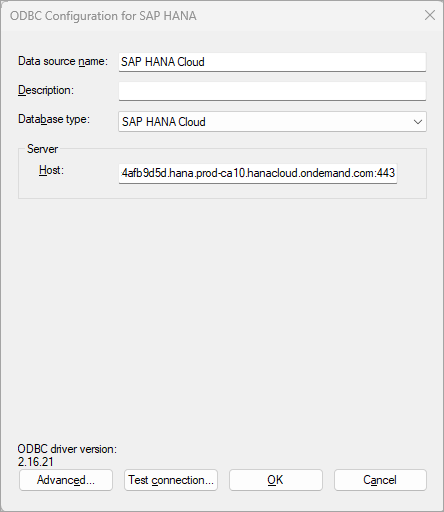 ODBC Configuration for SAP HANA
Data source name: SAP HANA Cloud
Description:
Database type: SAP HANA Cloud
Server
Host: 4afb9d5d.hana.prod-ca10.hanacloud.ondemand.com:443
ODBC driver version:
2.16.21
Advanced... Test connection... OK Cancel